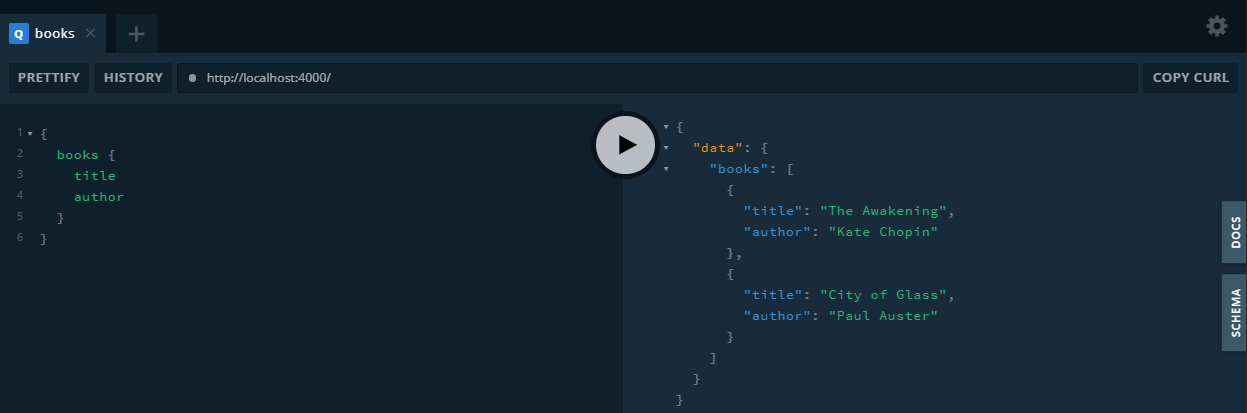 Q books
PRETTIFY HISTORY http://localhost:4000/ COPY CURL
1 {
2 books {
3 title
4 author
5 }
6 }
{
"data": {
"books": [
{
"title": "The Awakening",
"author": "Kate Chopin"
},
{
"title": "City of Glass",
"author": "Paul Auster"
}
]
}
}
DOCS
SCHEMA